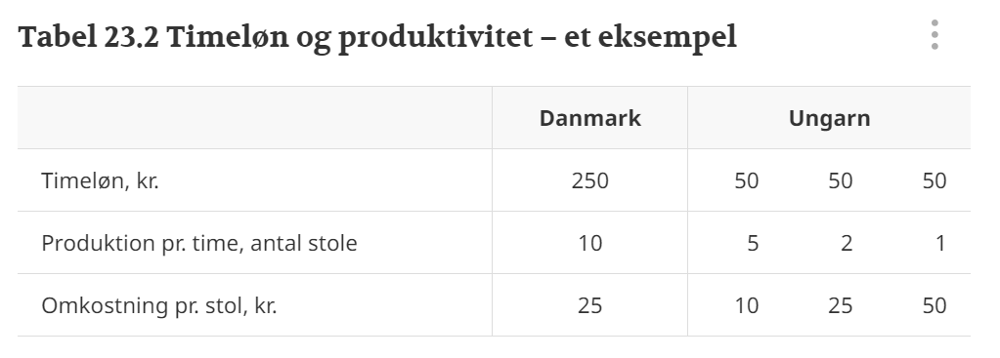 Tabel 23.2 Timeløn og produktivitet – et eksempel
Danmark Ungarn
Timeløn, kr. 250 50 50 50
Produktion pr. time, antal stole 10 5 2 1
Omkostning pr. stol, kr. 25 10 25 50